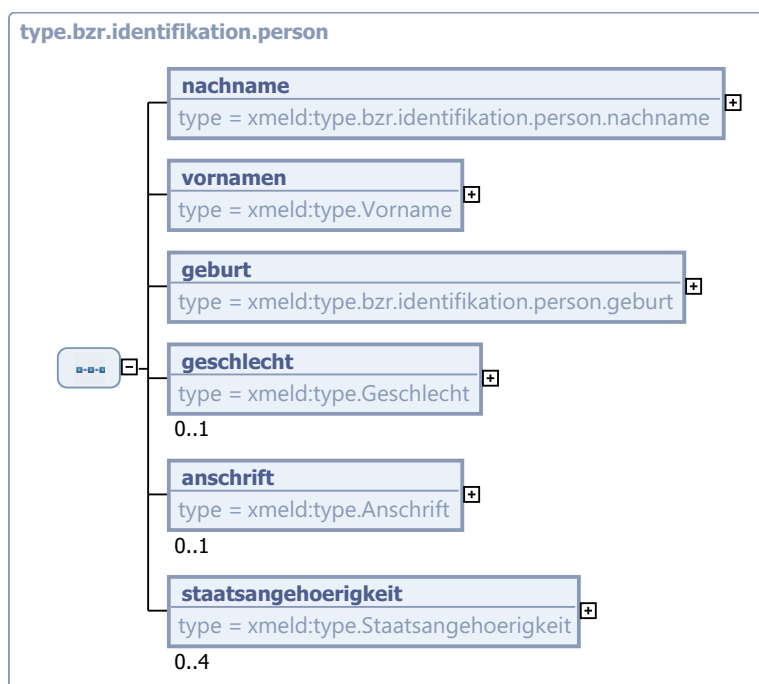 type.bzr.identifikation.person
nachname
type = xmeld:type.bzr.identifikation.person.nachname
vornamen
type = xmeld:type.Vorname
geburt
type = xmeld:type.bzr.identifikation.person.geburt
geschlecht
type = xmeld:type.Geschlecht
0..1
anschrift
type = xmeld:type.Anschrift
0..1
staatsangehoerigkeit
type = xmeld:type.Staatsangehoerigkeit
0..4